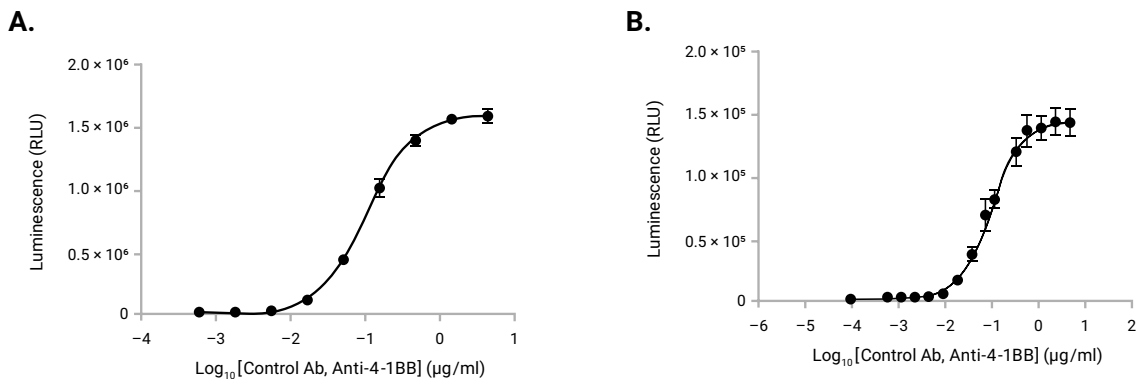 A.
Luminescence (RLU)
2.0 × 10⁶
1.5 × 10⁶
1.0 × 10⁶
0.5 × 10⁶
0
−4 −3 −2 −1 0 1
Log₁₀[Control Ab, Anti-4-1BB] (µg/ml)
B.
Luminescence (RLU)
2.0 × 10⁵
1.5 × 10⁵
1.0 × 10⁵
0.5 × 10⁵
0
−6 −5 −4 −3 −2 −1 0 1 2
Log₁₀[Control Ab, Anti-4-1BB] (µg/ml)